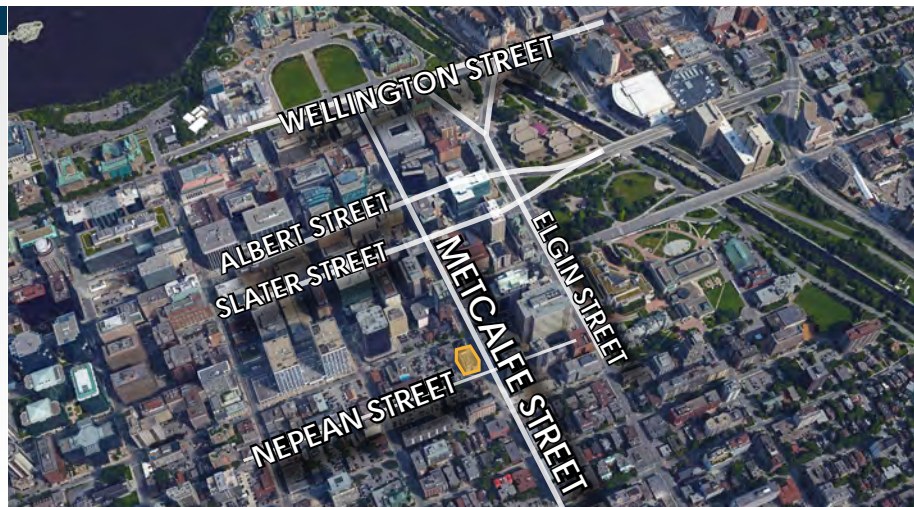 WELLINGTON STREET
ALBERT STREET
SLATER STREET
ELGIN STREET
METCALFE STREET
NEPEAN STREET